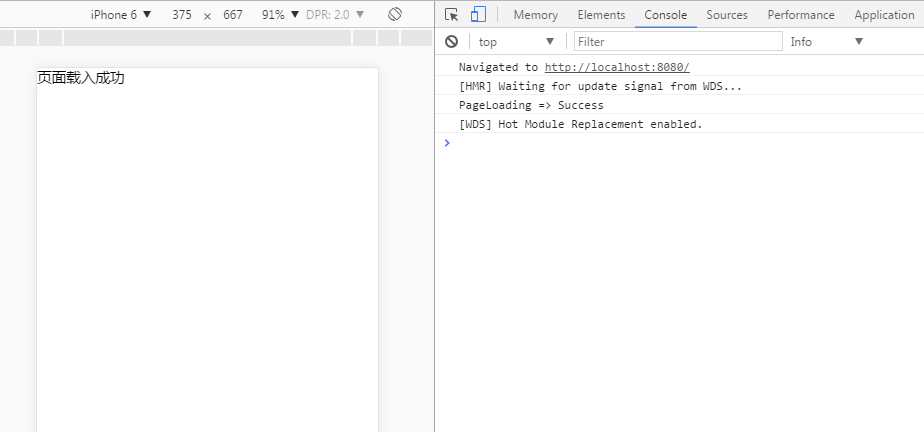 iPhone 6 ▼ 375 × 667 91% ▼ DPR: 2.0 ▼
页面载入成功
Memory Elements Console Sources Performance Application
top ▼ Filter Info ▼
Navigated to http://localhost:8080/
[HMR] Waiting for update signal from WDS...
PageLoading => Success
[WDS] Hot Module Replacement enabled.